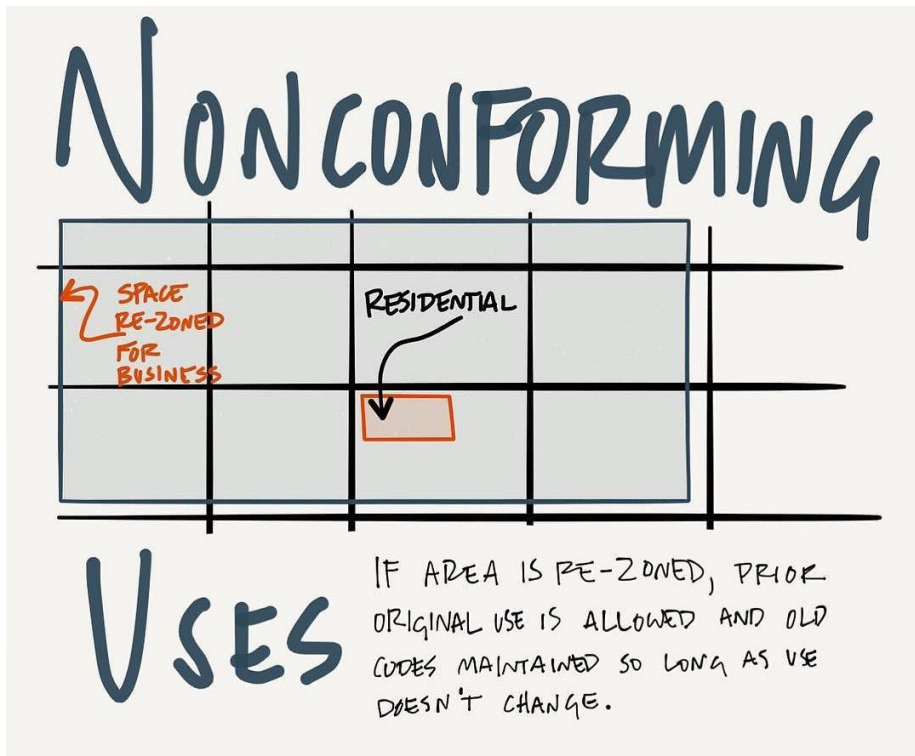 NONCONFORMING
SPACE
RE-ZONED
FOR
BUSINESS
RESIDENTIAL
USES
IF AREA IS RE-ZONED, PRIOR
ORIGINAL USE IS ALLOWED AND OLD
CODES MAINTAINED SO LONG AS USE
DOESN'T CHANGE.